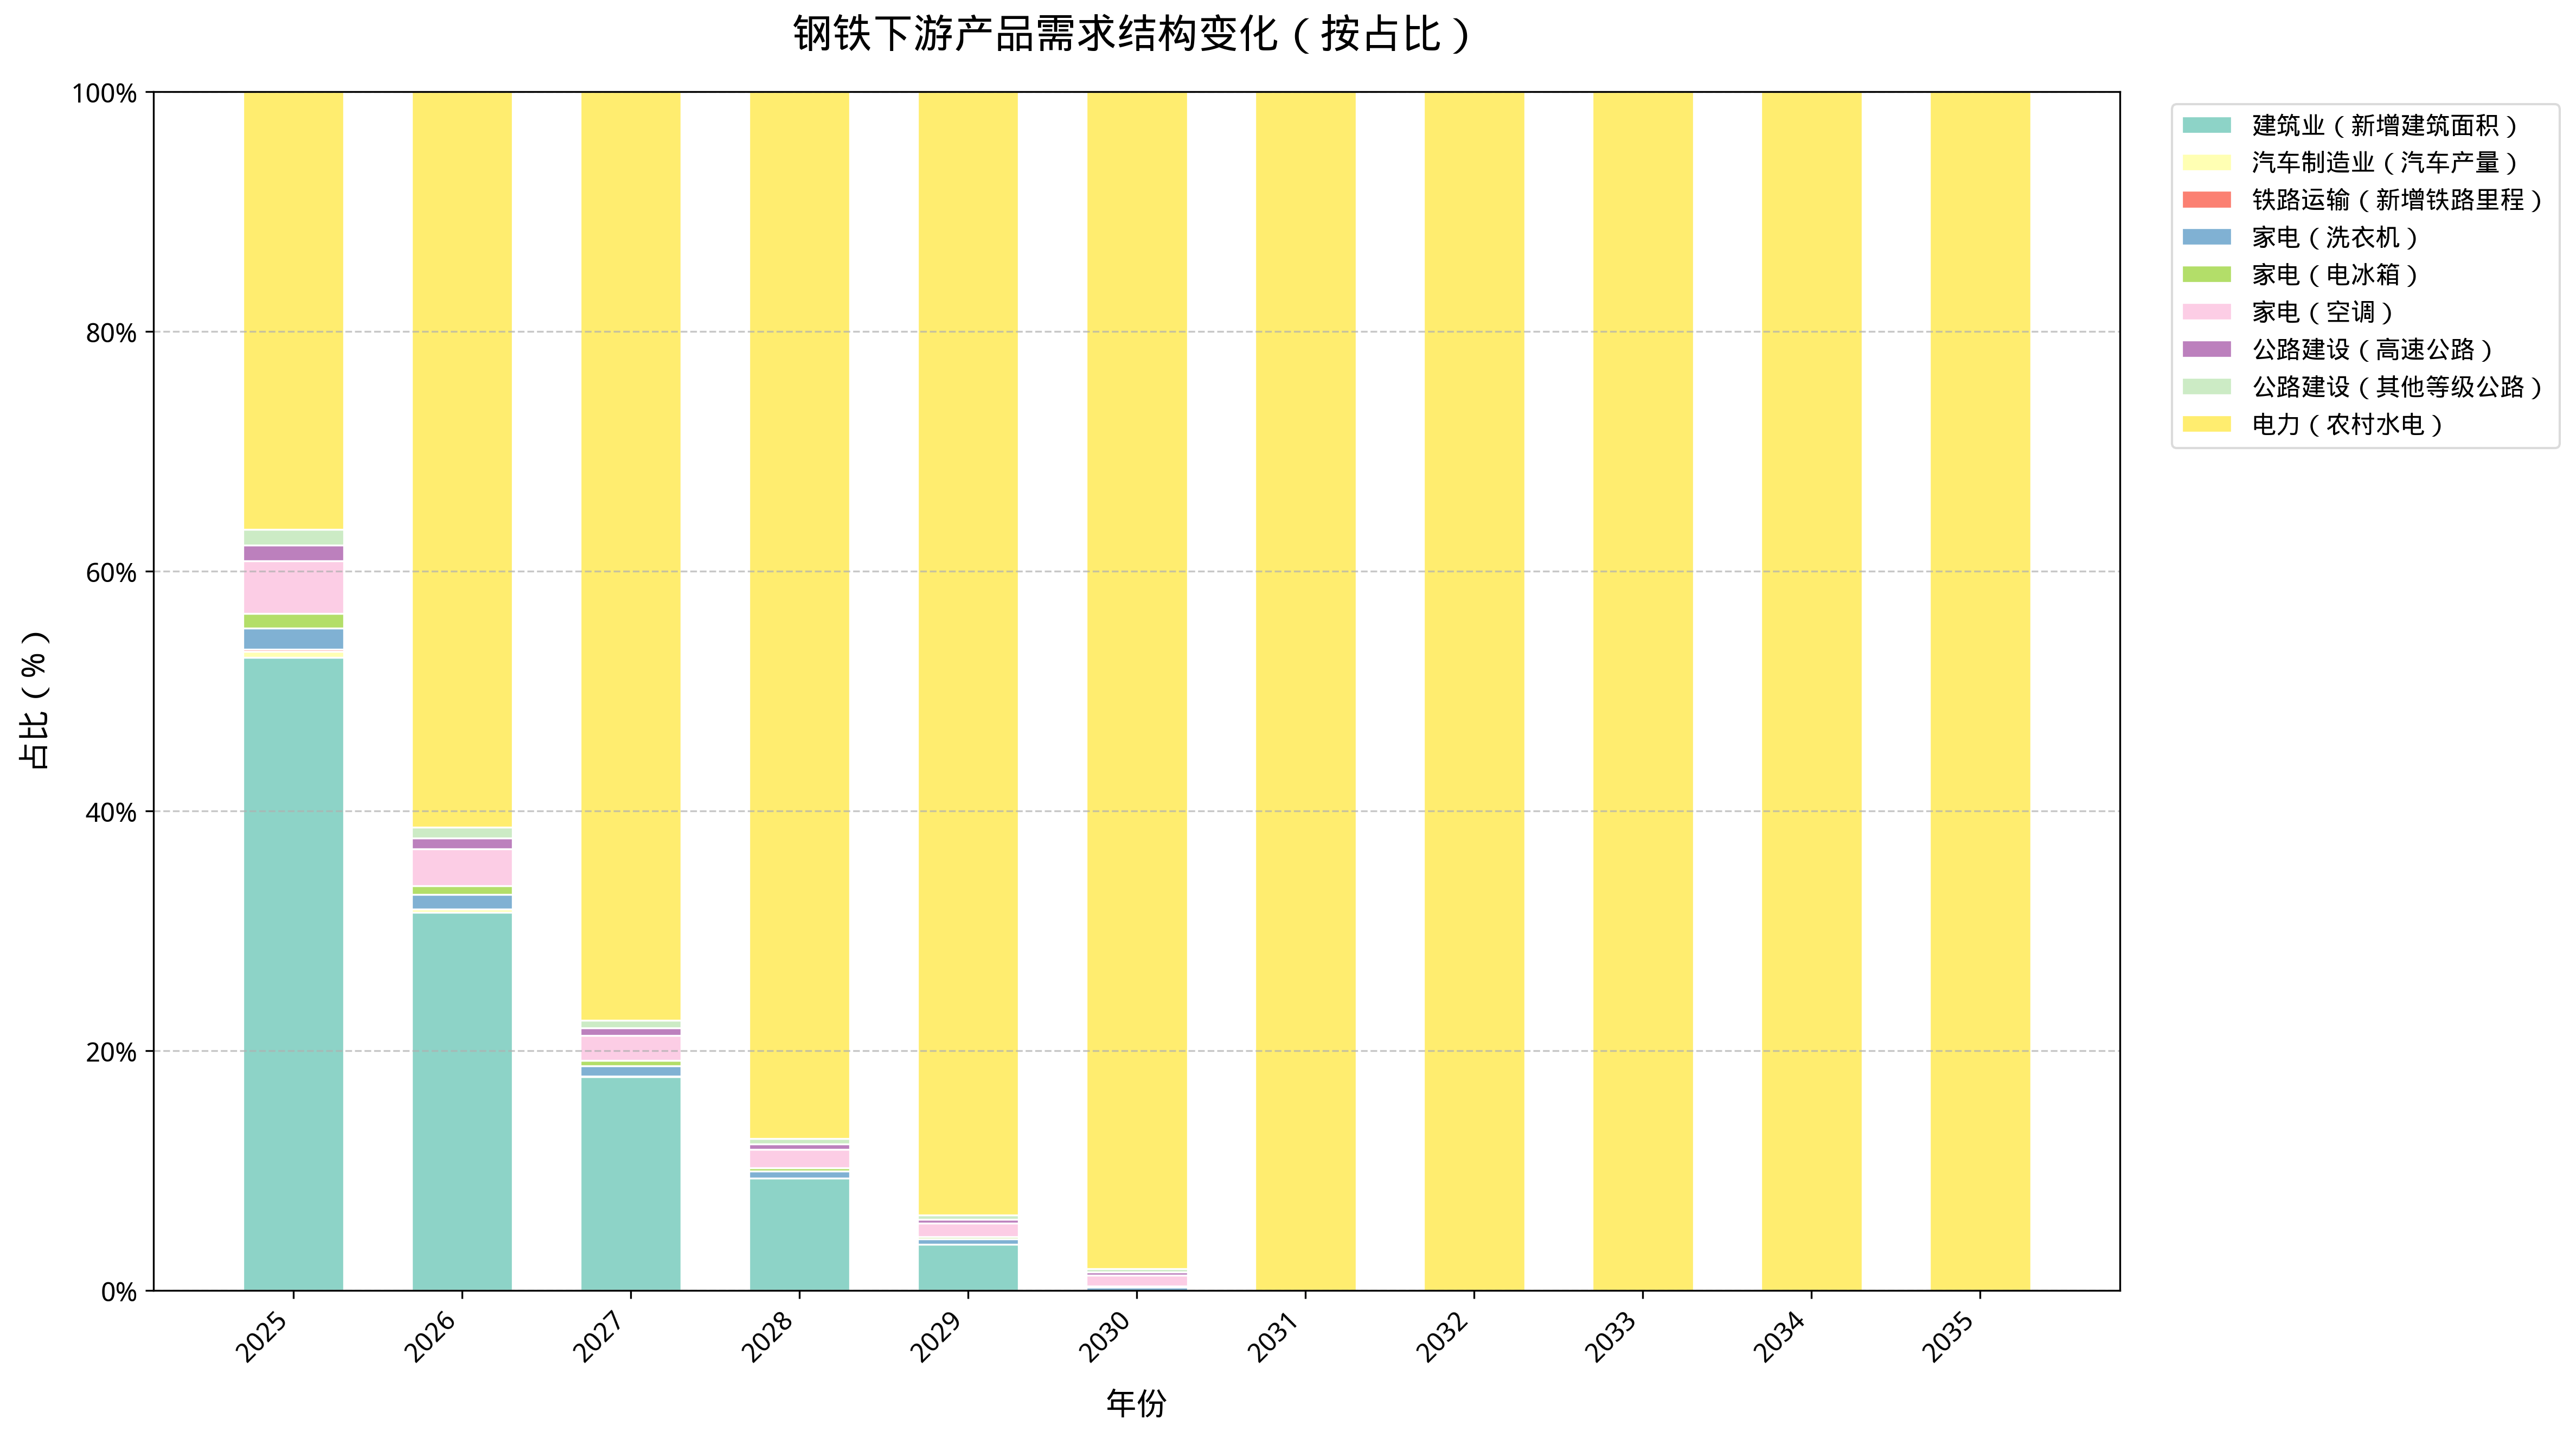 钢铁下游产品需求结构变化（按占比）
100%
80%
60%
40%
20%
0%
占比（%）
2025
2026
2027
2028
2029
2030
2031
2032
2033
2034
2035
年份
建筑业（新增建筑面积）
汽车制造业（汽车产量）
铁路运输（新增铁路里程）
家电（洗衣机）
家电（电冰箱）
家电（空调）
公路建设（高速公路）
公路建设（其他等级公路）
电力（农村水电）